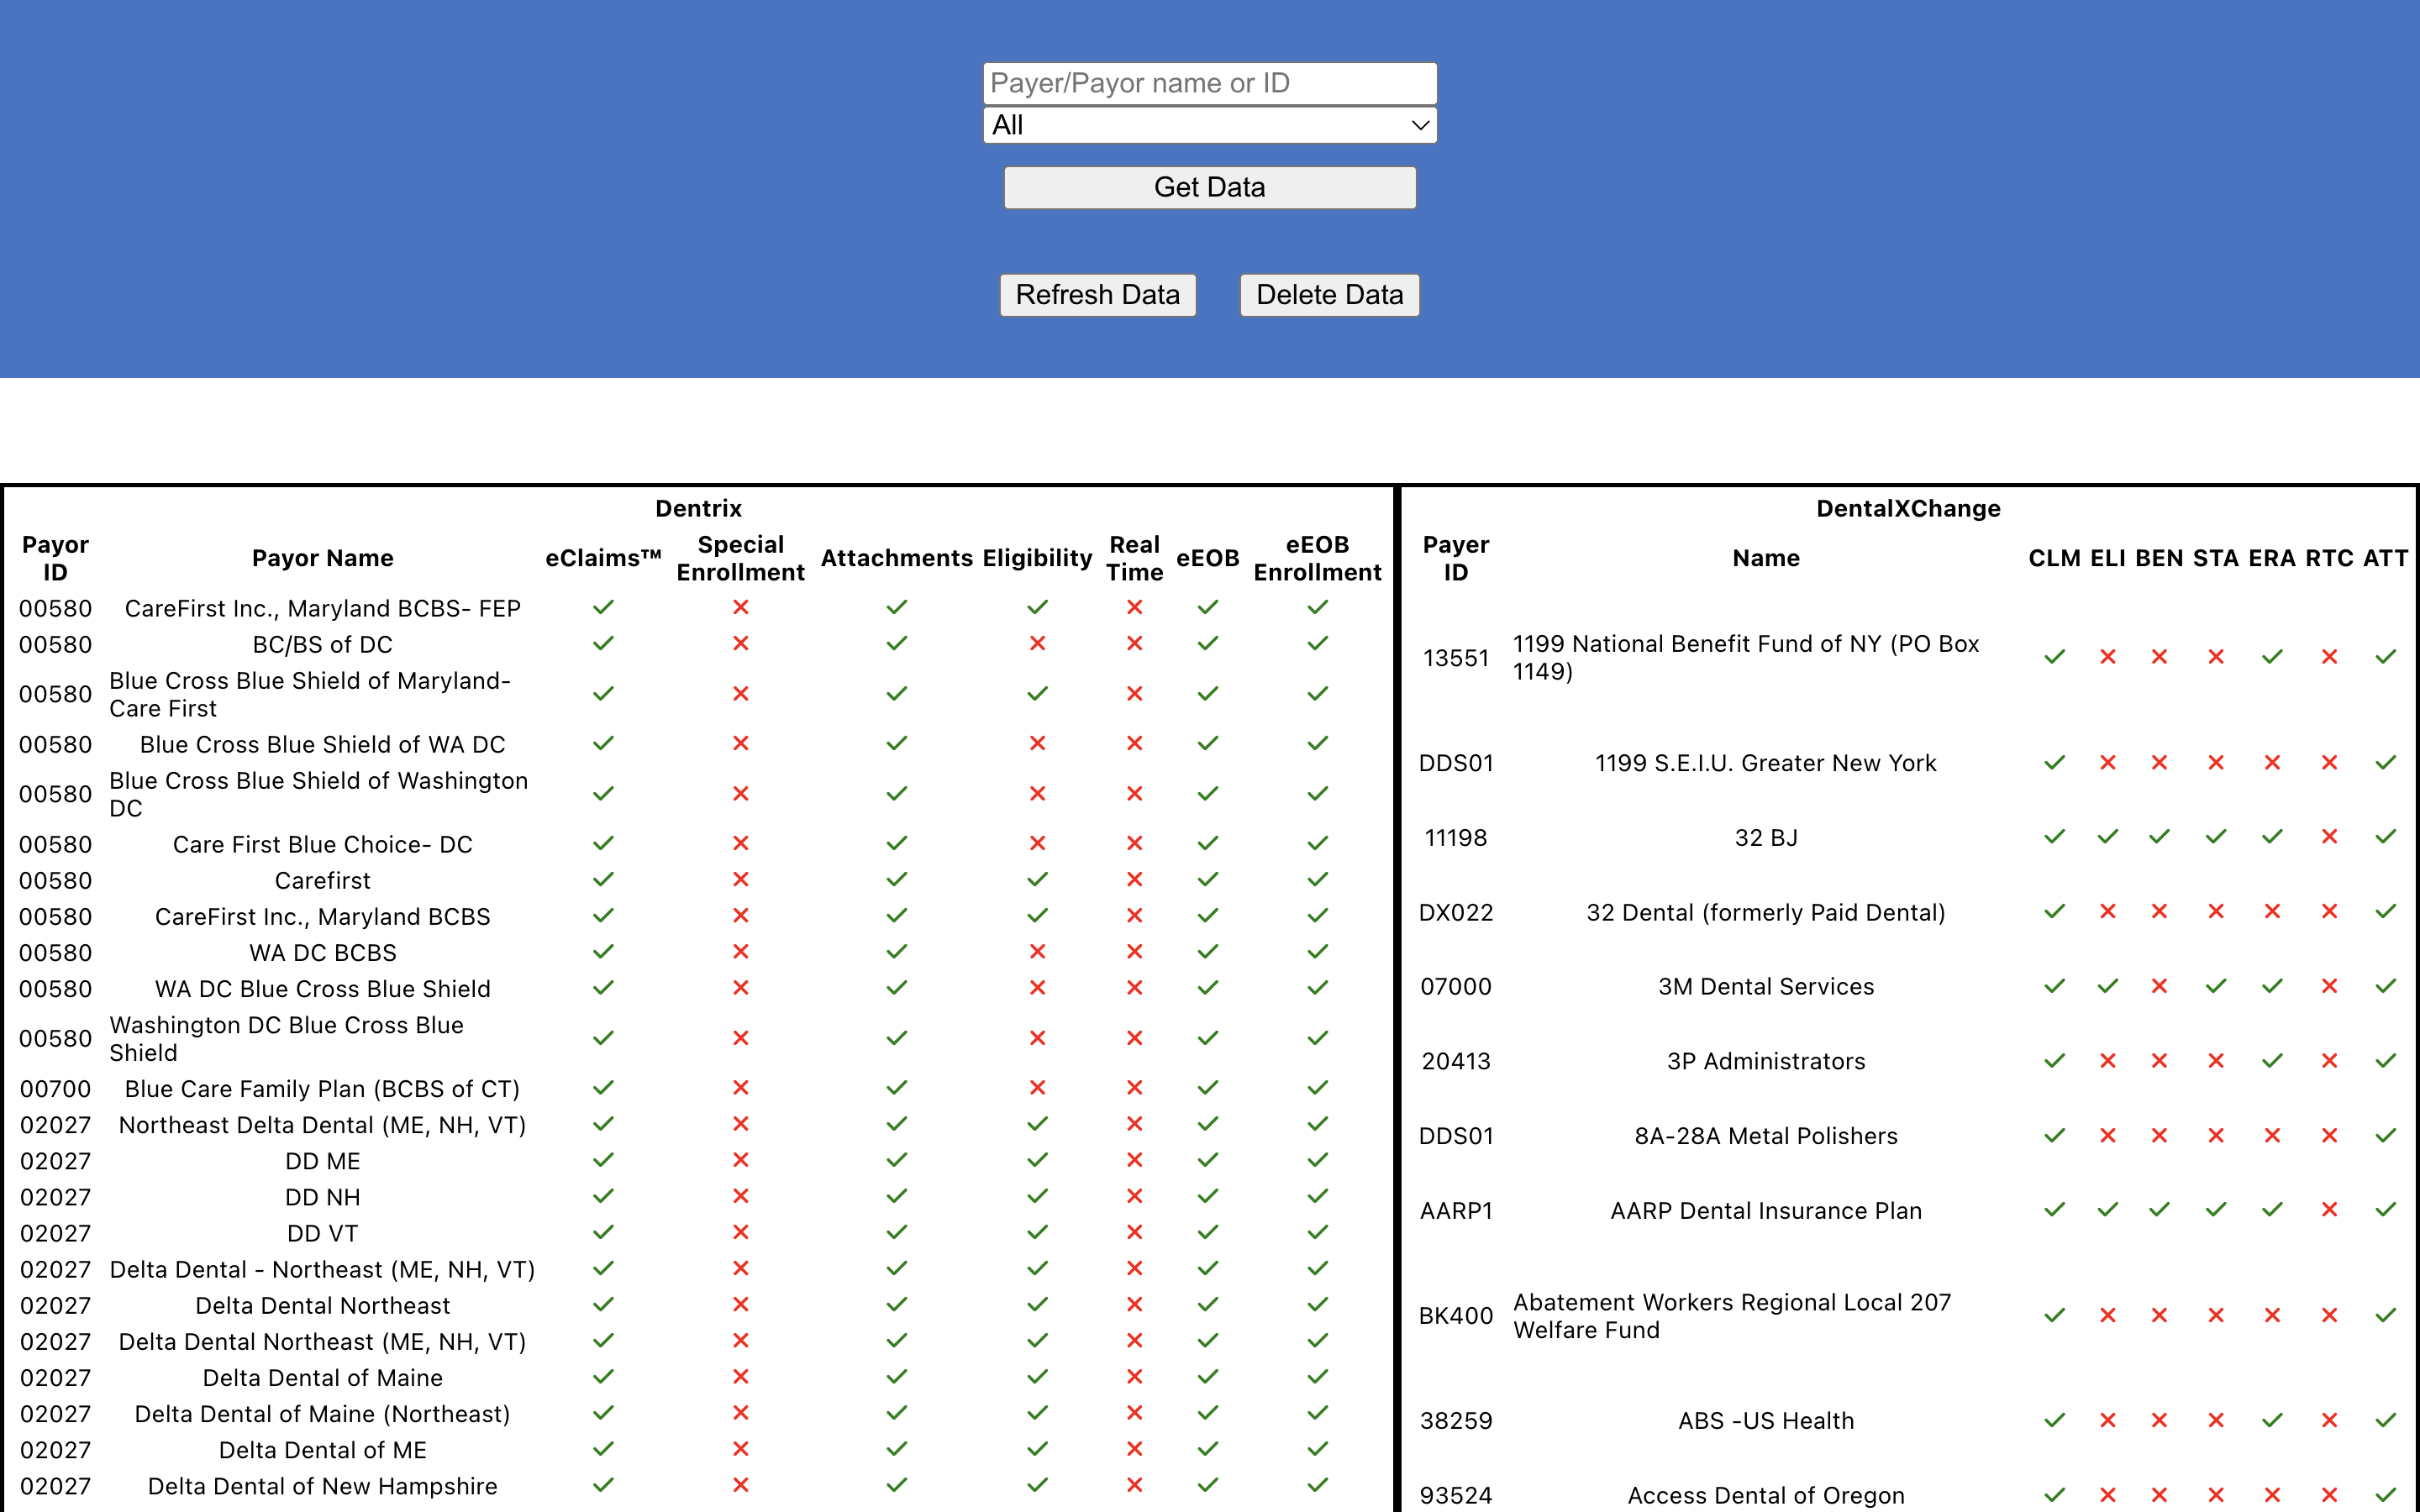 Payer/Payor name or ID
All
Get Data
Refresh Data Delete Data
Dentrix
Payor ID Payor Name eClaims™ Special Enrollment Attachments Eligibility Real Time eEOB eEOB Enrollment
00580 CareFirst Inc., Maryland BCBS- FEP ✓ ✕ ✓ ✓ ✕ ✓ ✓
00580 BC/BS of DC ✓ ✕ ✓ ✕ ✕ ✓ ✓
00580 Blue Cross Blue Shield of Maryland- Care First ✓ ✕ ✓ ✓ ✕ ✓ ✓
00580 Blue Cross Blue Shield of WA DC ✓ ✕ ✓ ✕ ✕ ✓ ✓
00580 Blue Cross Blue Shield of Washington DC ✓ ✕ ✓ ✕ ✕ ✓ ✓
00580 Care First Blue Choice- DC ✓ ✕ ✓ ✕ ✕ ✓ ✓
00580 Carefirst ✓ ✕ ✓ ✓ ✕ ✓ ✓
00580 CareFirst Inc., Maryland BCBS ✓ ✕ ✓ ✓ ✕ ✓ ✓
00580 WA DC BCBS ✓ ✕ ✓ ✕ ✕ ✓ ✓
00580 WA DC Blue Cross Blue Shield ✓ ✕ ✓ ✕ ✕ ✓ ✓
00580 Washington DC Blue Cross Blue Shield ✓ ✕ ✓ ✕ ✕ ✓ ✓
00700 Blue Care Family Plan (BCBS of CT) ✓ ✕ ✓ ✕ ✕ ✓ ✓
02027 Northeast Delta Dental (ME, NH, VT) ✓ ✕ ✓ ✓ ✕ ✓ ✓
02027 DD ME ✓ ✕ ✓ ✓ ✕ ✓ ✓
02027 DD NH ✓ ✕ ✓ ✓ ✕ ✓ ✓
02027 DD VT ✓ ✕ ✓ ✓ ✕ ✓ ✓
02027 Delta Dental - Northeast (ME, NH, VT) ✓ ✕ ✓ ✓ ✕ ✓ ✓
02027 Delta Dental Northeast ✓ ✕ ✓ ✓ ✕ ✓ ✓
02027 Delta Dental Northeast (ME, NH, VT) ✓ ✕ ✓ ✓ ✕ ✓ ✓
02027 Delta Dental of Maine ✓ ✕ ✓ ✓ ✕ ✓ ✓
02027 Delta Dental of Maine (Northeast) ✓ ✕ ✓ ✓ ✕ ✓ ✓
02027 Delta Dental of ME ✓ ✕ ✓ ✓ ✕ ✓ ✓
02027 Delta Dental of New Hampshire ✓ ✕ ✓ ✓ ✕ ✓ ✓
DentalXChange
Payer ID Name CLM ELI BEN STA ERA RTC ATT
13551 1199 National Benefit Fund of NY (PO Box 1149) ✓ ✕ ✕ ✕ ✓ ✕ ✓
DDS01 1199 S.E.I.U. Greater New York ✓ ✕ ✕ ✕ ✕ ✕ ✓
11198 32 BJ ✓ ✓ ✓ ✓ ✓ ✕ ✓
DX022 32 Dental (formerly Paid Dental) ✓ ✕ ✕ ✕ ✕ ✕ ✓
07000 3M Dental Services ✓ ✓ ✕ ✓ ✓ ✕ ✓
20413 3P Administrators ✓ ✕ ✕ ✕ ✓ ✕ ✓
DDS01 8A-28A Metal Polishers ✓ ✕ ✕ ✕ ✕ ✕ ✓
AARP1 AARP Dental Insurance Plan ✓ ✓ ✓ ✓ ✓ ✕ ✓
BK400 Abatement Workers Regional Local 207 Welfare Fund ✓ ✕ ✕ ✕ ✕ ✕ ✓
38259 ABS -US Health ✓ ✕ ✕ ✕ ✓ ✕ ✓
93524 Access Dental of Oregon ✓ ✕ ✕ ✕ ✕ ✕ ✓